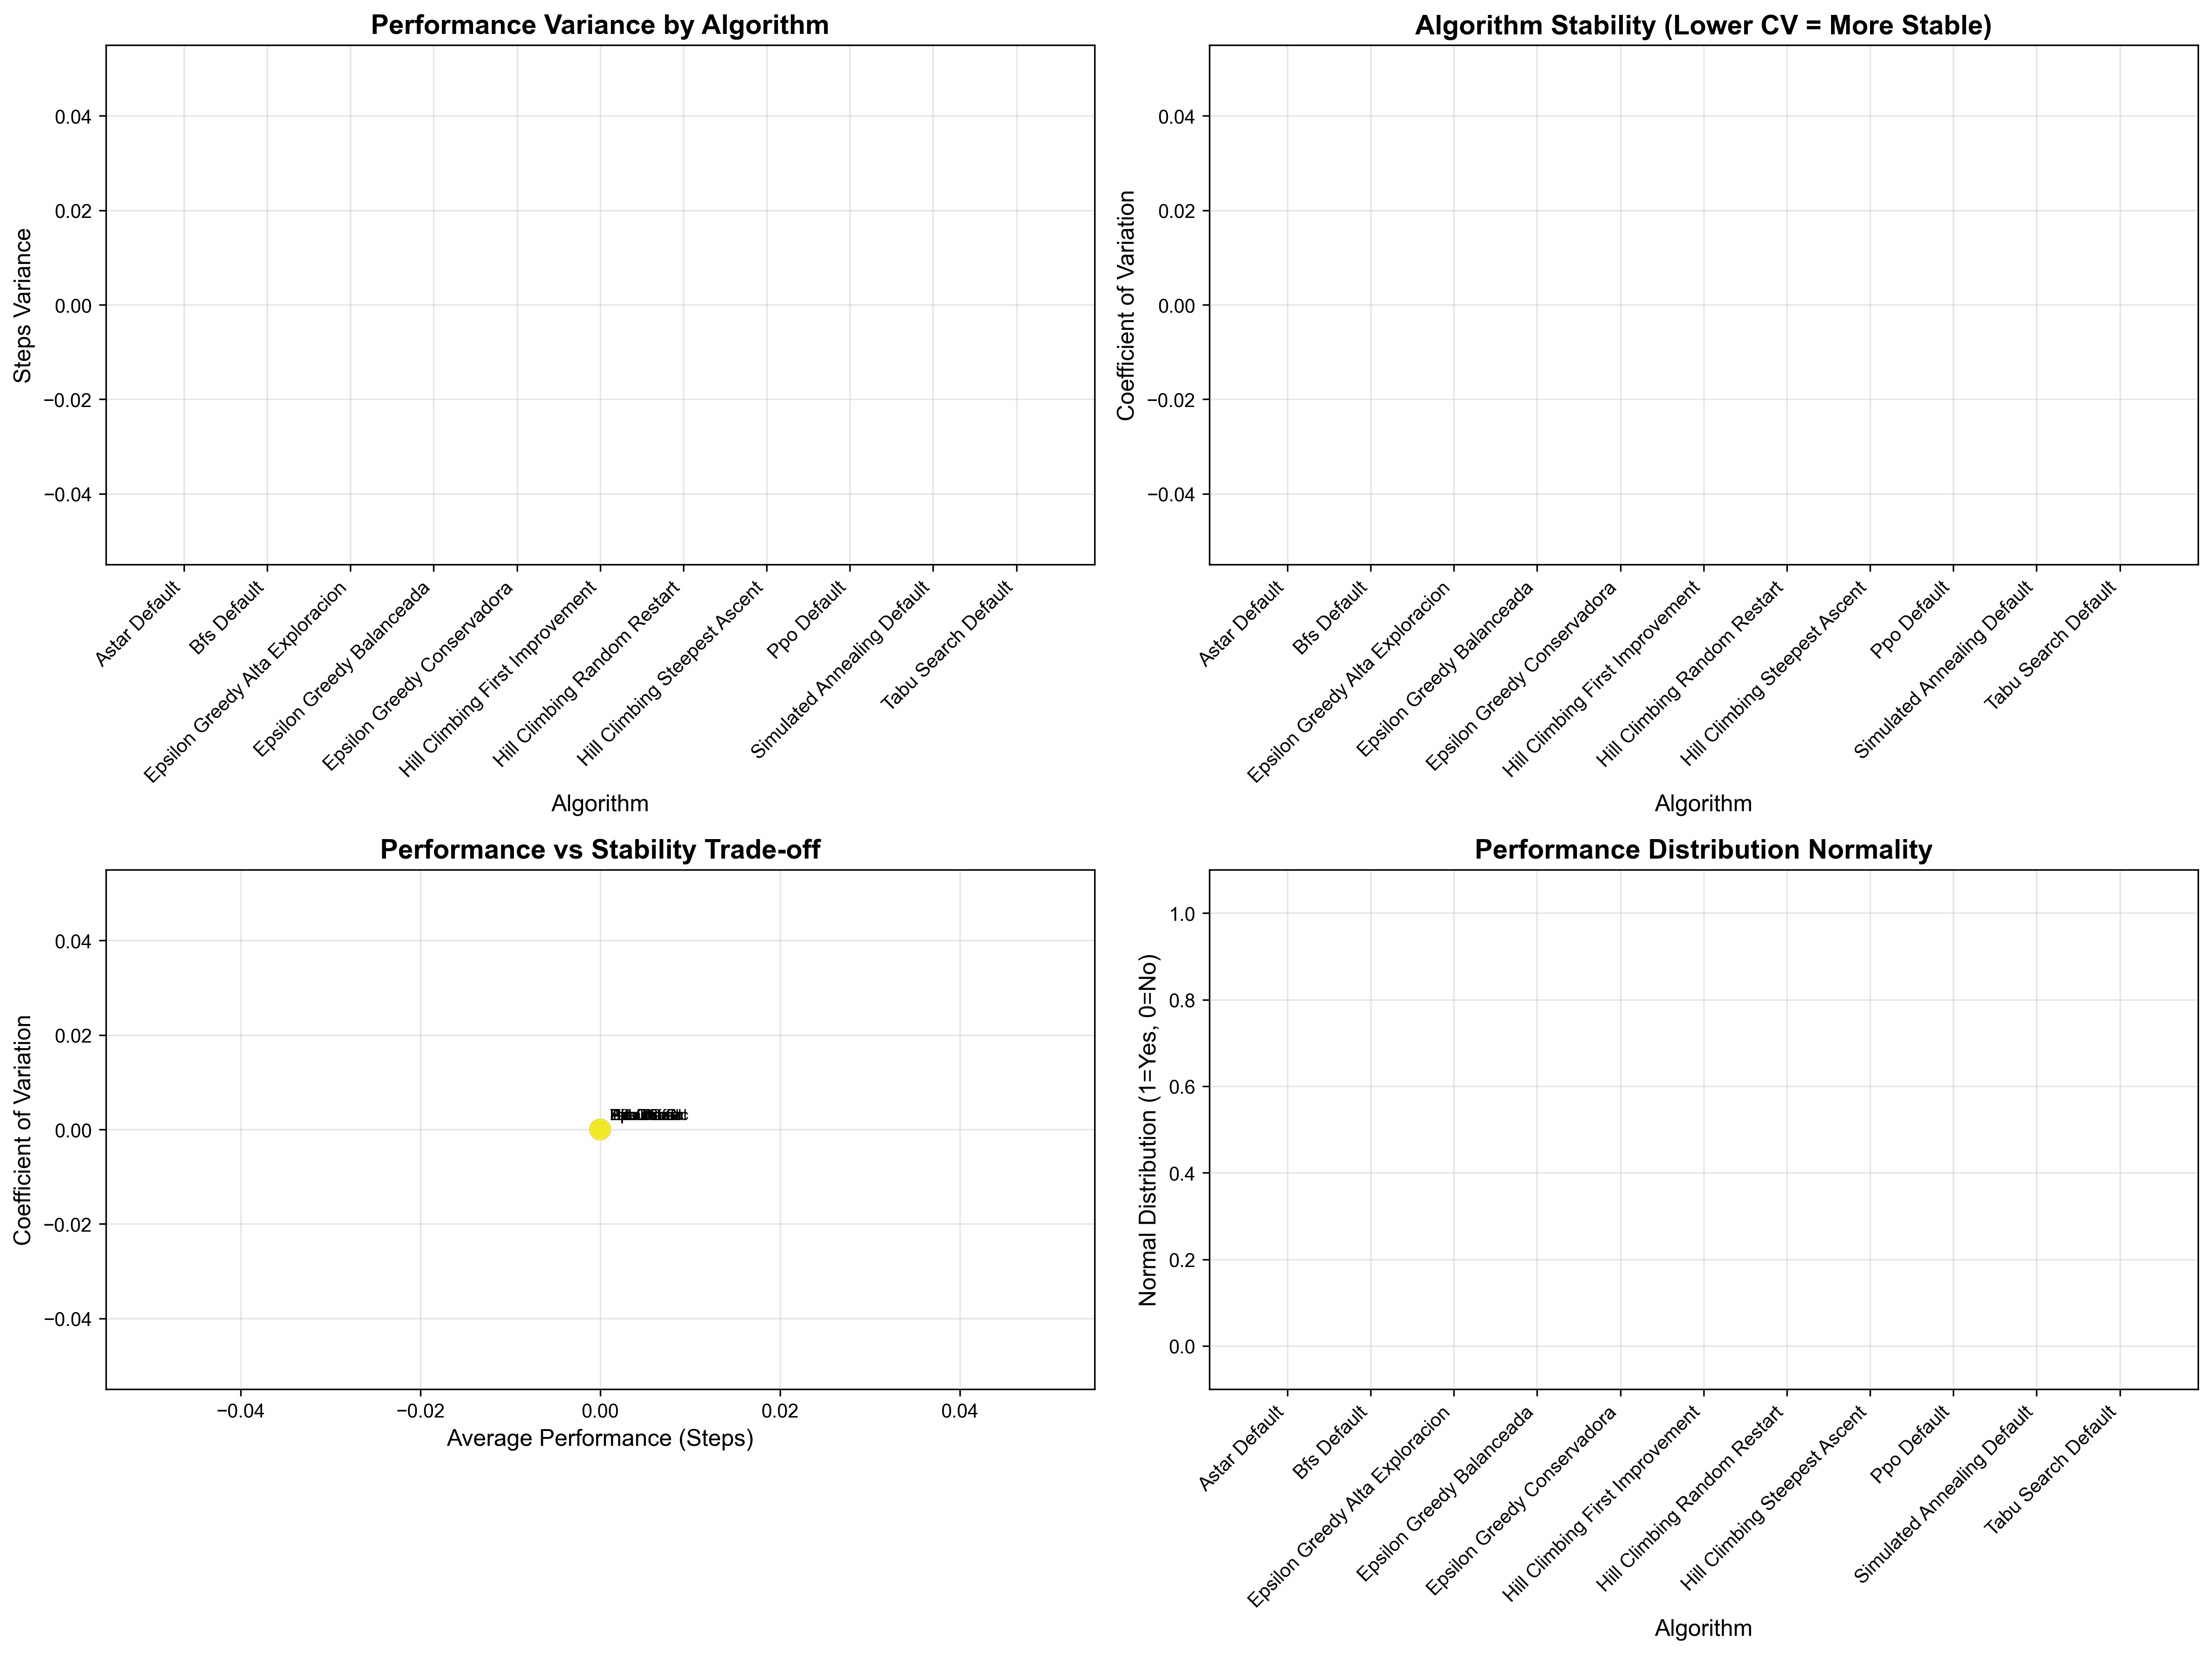 Performance Variance by Algorithm
Steps Variance
0.04
0.02
0.00
−0.02
−0.04
Astar Default
Bfs Default
Epsilon Greedy Alta Exploracion
Epsilon Greedy Balanceada
Epsilon Greedy Conservadora
Hill Climbing First Improvement
Hill Climbing Random Restart
Hill Climbing Steepest Ascent
Ppo Default
Simulated Annealing Default
Tabu Search Default
Algorithm
Algorithm Stability (Lower CV = More Stable)
Coefficient of Variation
0.04
0.02
0.00
−0.02
−0.04
Astar Default
Bfs Default
Epsilon Greedy Alta Exploracion
Epsilon Greedy Balanceada
Epsilon Greedy Conservadora
Hill Climbing First Improvement
Hill Climbing Random Restart
Hill Climbing Steepest Ascent
Ppo Default
Simulated Annealing Default
Tabu Search Default
Algorithm
Performance vs Stability Trade-off
Coefficient of Variation
0.04
0.02
0.00
−0.02
−0.04
−0.04
−0.02
0.00
0.02
0.04
Average Performance (Steps)
Performance Distribution Normality
Normal Distribution (1=Yes, 0=No)
1.0
0.8
0.6
0.4
0.2
0.0
Astar Default
Bfs Default
Epsilon Greedy Alta Exploracion
Epsilon Greedy Balanceada
Epsilon Greedy Conservadora
Hill Climbing First Improvement
Hill Climbing Random Restart
Hill Climbing Steepest Ascent
Ppo Default
Simulated Annealing Default
Tabu Search Default
Algorithm